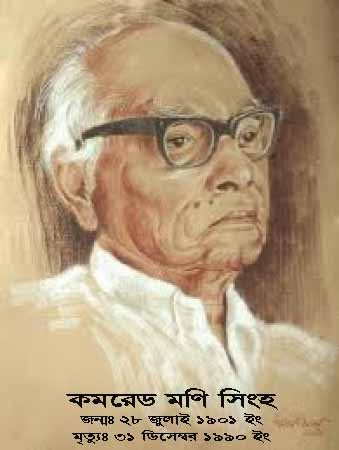 কমরেড মণি সিংহ
জন্মঃ ২৮ জুলাই ১৯০১ ইং
মৃত্যুঃ ৩১ ডিসেম্বর ১৯৯০ ইং